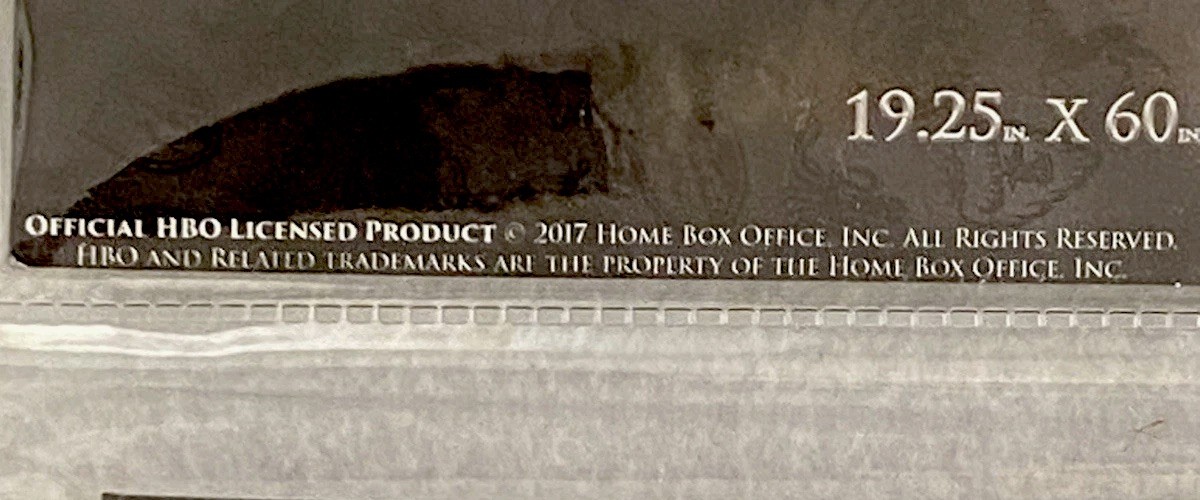 19.25IN. X 60IN
OFFICIAL HBO LICENSED PRODUCT © 2017 HOME BOX OFFICE, INC. ALL RIGHTS RESERVED.
HBO AND RELATED TRADEMARKS ARE THE PROPERTY OF THE HOME BOX OFFICE, INC.